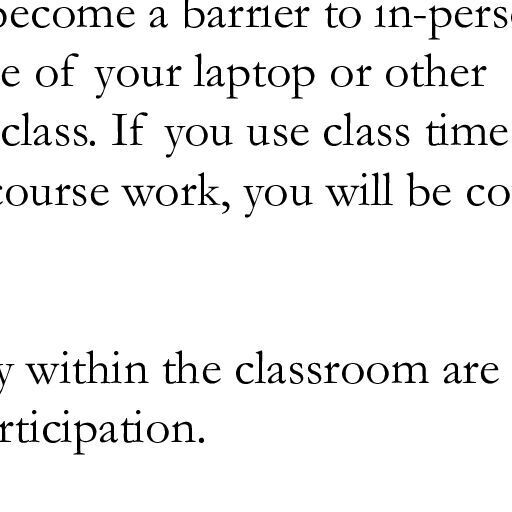 become a barrier to in-pers
e of your laptop or other
class. If you use class time
course work, you will be co
y within the classroom are
rticipation.